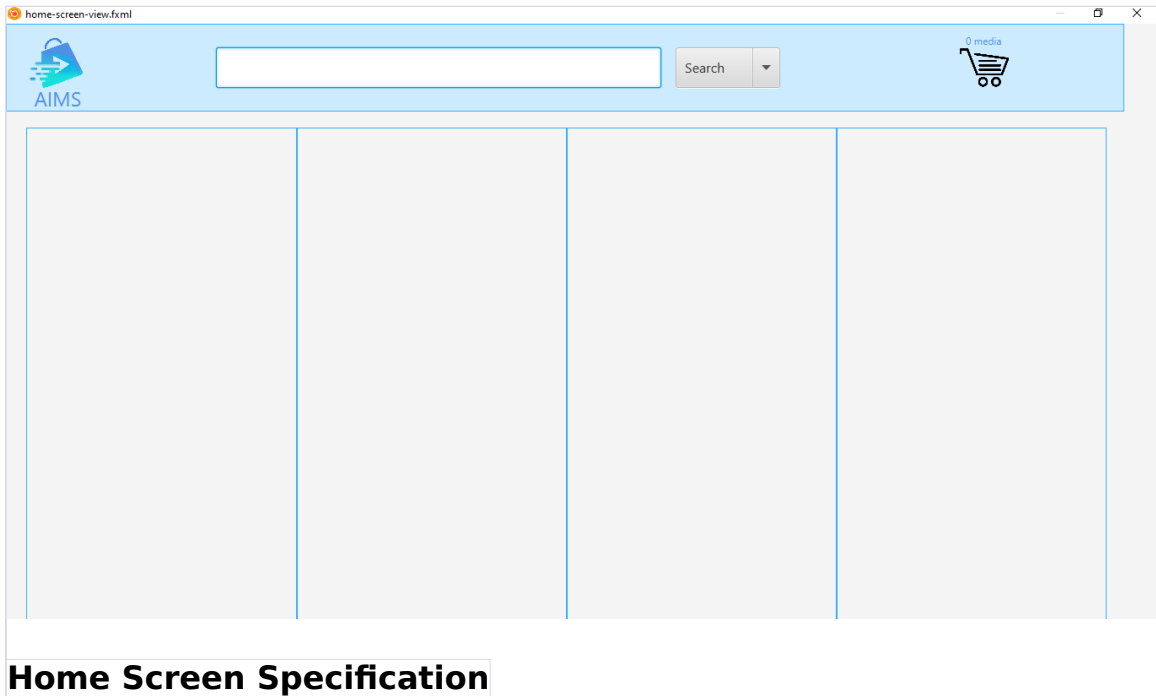 home-screen-view.fxml
0 media
Search
AIMS
Home Screen Specification